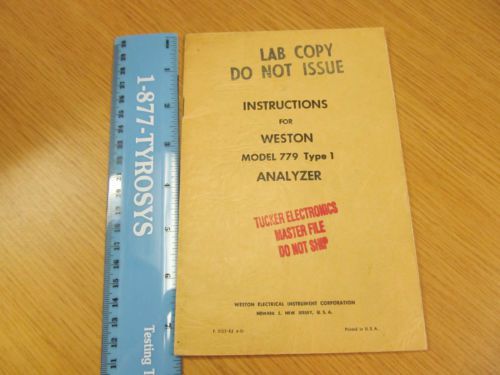 LAB COPY
DO NOT ISSUE
INSTRUCTIONS
FOR
WESTON
MODEL 779 Type 1
ANALYZER
TUCKER ELECTRONICS
MASTER FILE
DO NOT SHIP
WESTON ELECTRICAL INSTRUMENT CORPORATION
NEWARK 5, NEW JERSEY, U. S. A.
Printed in U.S.A.
1-877-TYROSYS
Testing T